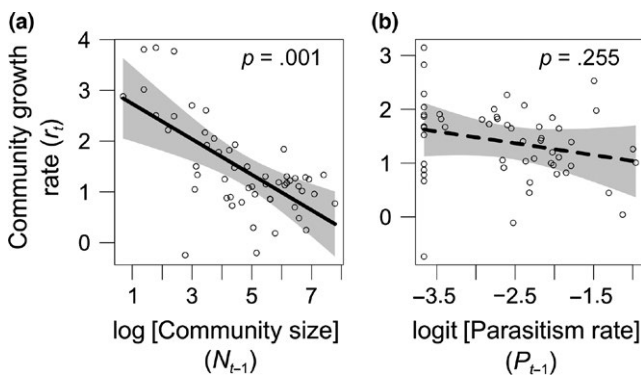 (a)
p = .001
Community growth
rate (rt)
4
3
2
1
0
1 3 5 7
log [Community size]
(Nt–1)
(b)
p = .255
3
2
1
0
−3.5 −2.5 −1.5
logit [Parasitism rate]
(Pt–1)